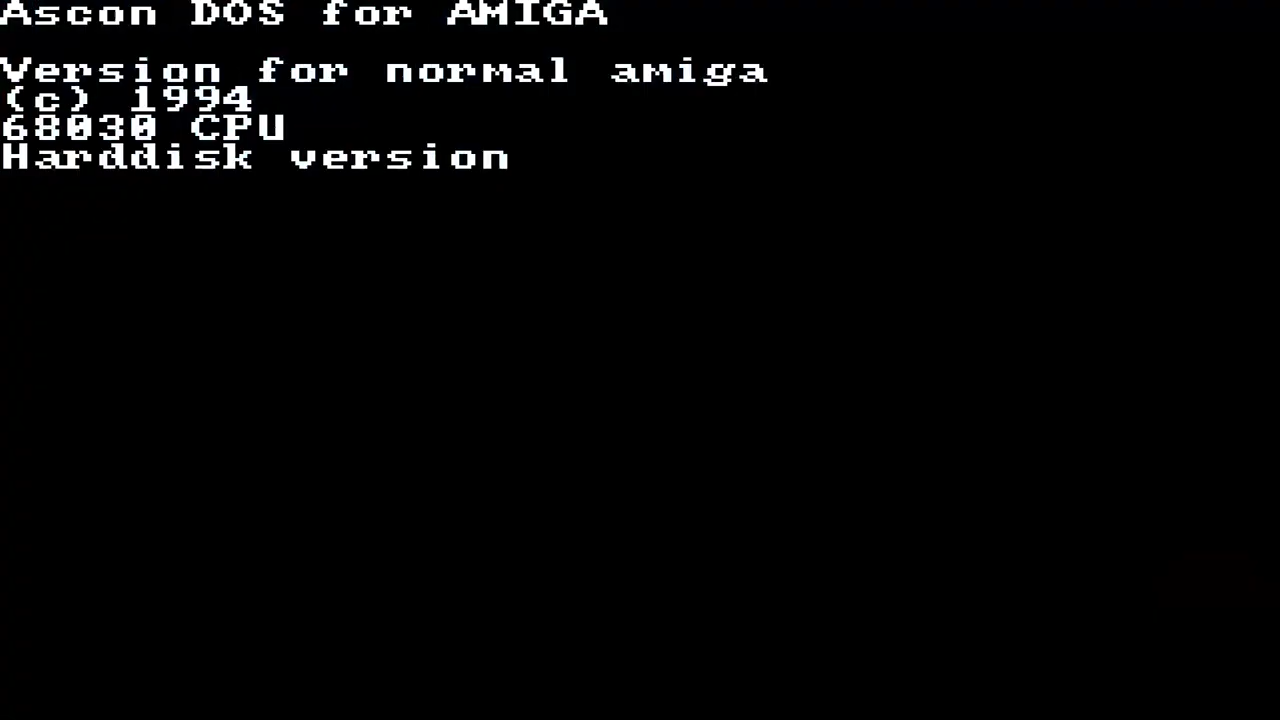 Ascon DOS for AMIGA
Version for normal amiga
(c) 1994
68030 CPU
Harddisk version